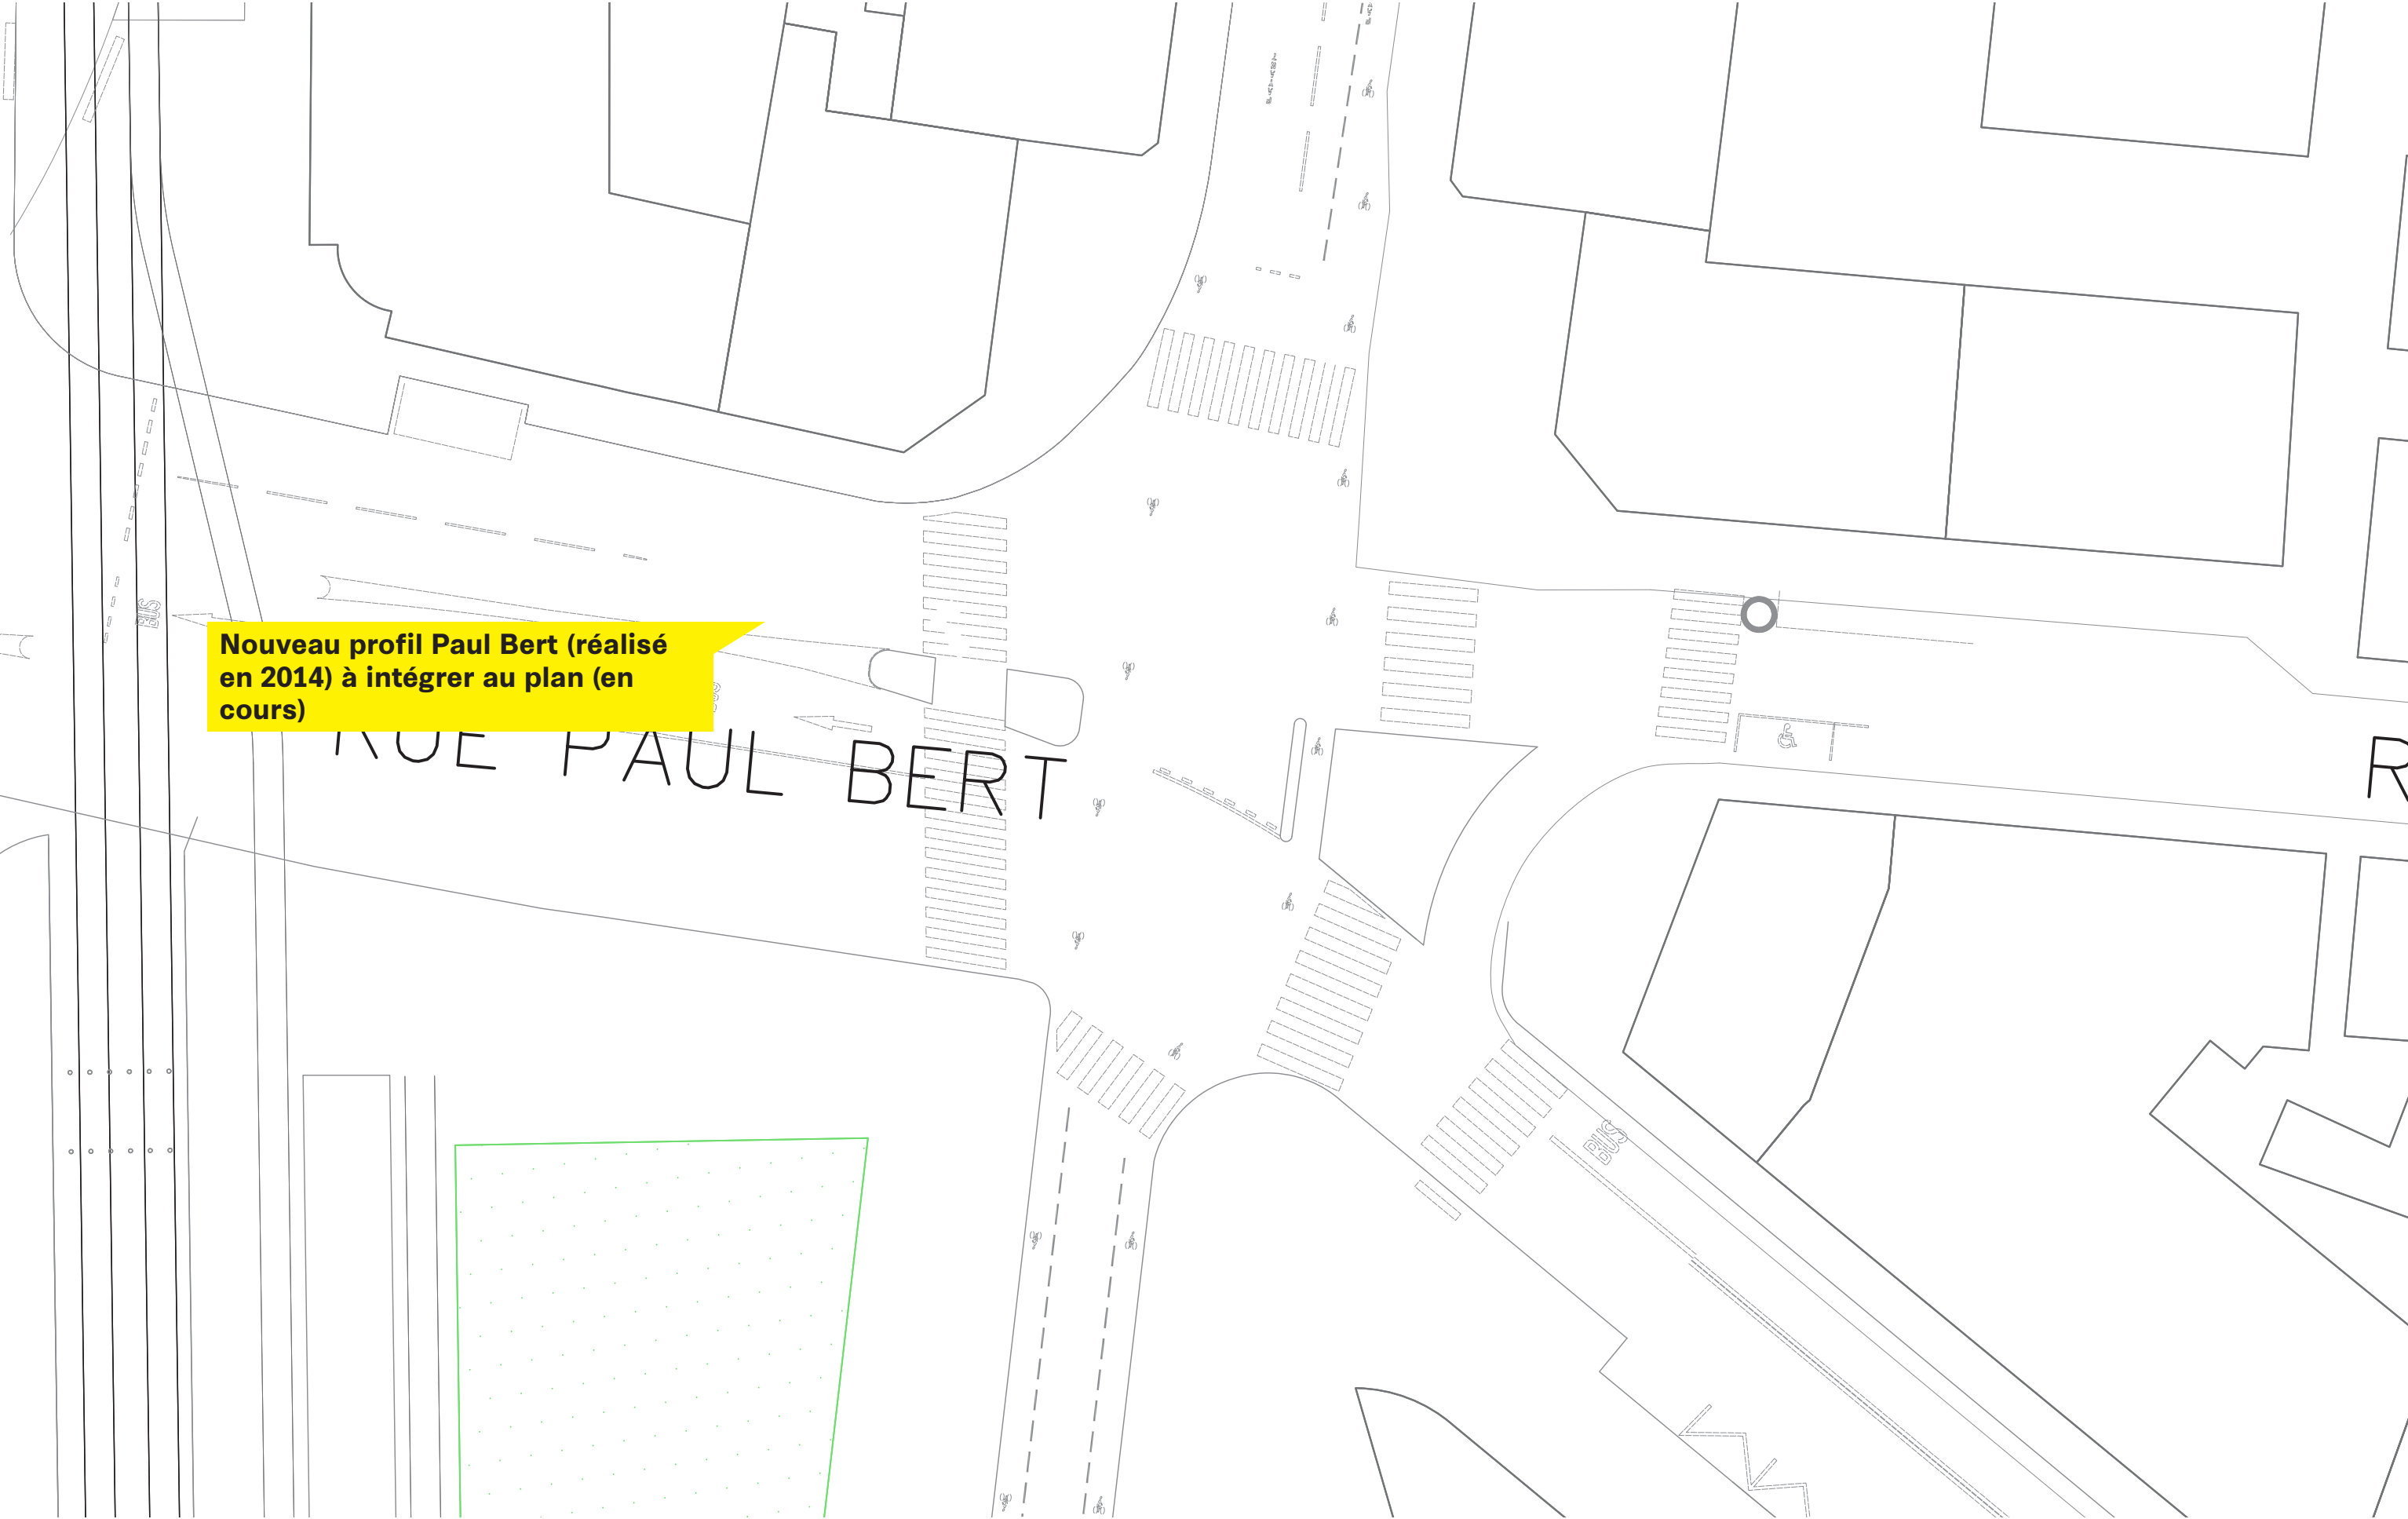 BUS
Nouveau profil Paul Bert (réalisé
en 2014) à intégrer au plan (en
cours)
RUE PAUL BERT
R
BUS